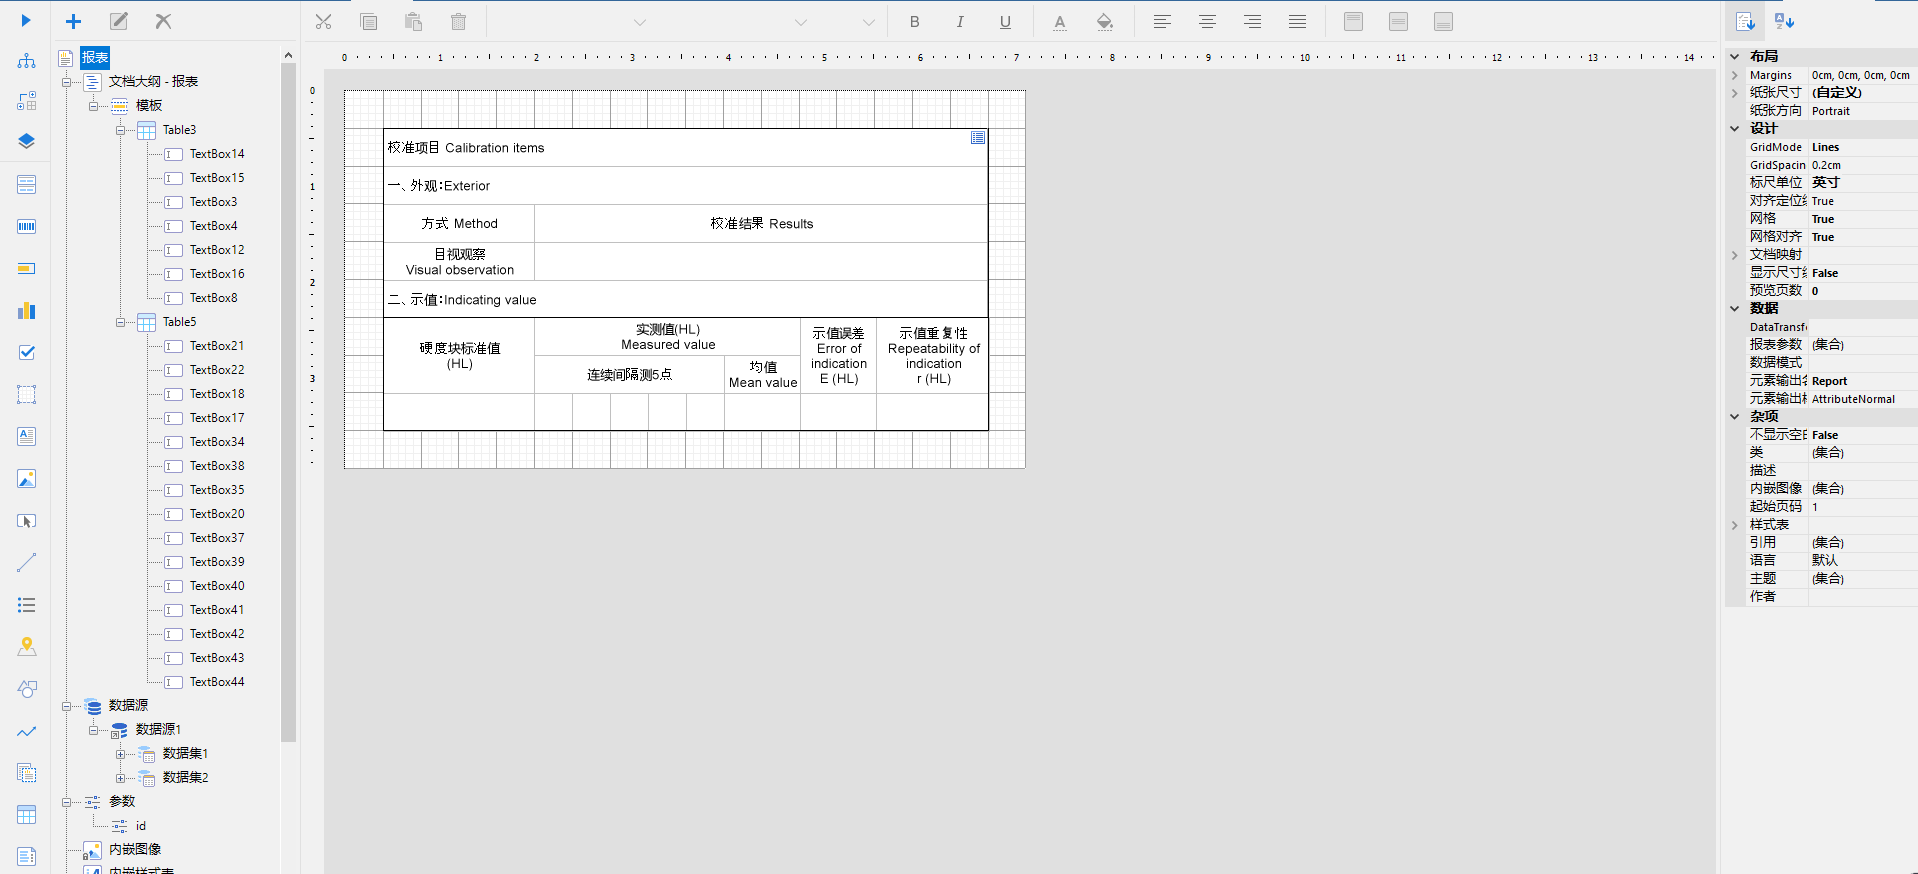 B I U A A Z
报表
文档大纲 - 报表
模板
Table3
TextBox14
TextBox15
TextBox3
TextBox4
TextBox12
TextBox16
TextBox8
Table5
TextBox21
TextBox22
TextBox18
TextBox17
TextBox34
TextBox38
TextBox35
TextBox20
TextBox37
TextBox39
TextBox40
TextBox41
TextBox42
TextBox43
TextBox44
数据源
数据源1
数据集1
数据集2
参数
id
内嵌图像
内嵌样式表
0 1 2 3 4 5 6 7 8 9 10 11 12 13 14
0
1
2
3
校准项目 Calibration items
一、外观:Exterior
方式 Method
校准结果 Results
目视观察
Visual observation
二、示值:Indicating value
硬度块标准值
(HL)
实测值(HL)
Measured value
连续间隔测5点
均值
Mean value
示值误差
Error of
indication
E (HL)
示值重复性
Repeatability of
indication
r (HL)
布局
Margins 0cm, 0cm, 0cm, 0cm
纸张尺寸 (自定义)
纸张方向 Portrait
设计
GridMode Lines
GridSpacin 0.2cm
标尺单位 英寸
对齐定位线 True
网格 True
网格对齐 True
文档映射
显示尺寸线 False
预览页数 0
数据
DataTransf
报表参数 (集合)
数据模式
元素输出名 Report
元素输出样 AttributeNormal
杂项
不显示空白 False
类 (集合)
描述
内嵌图像 (集合)
起始页码 1
样式表
引用 (集合)
语言 默认
主题 (集合)
作者